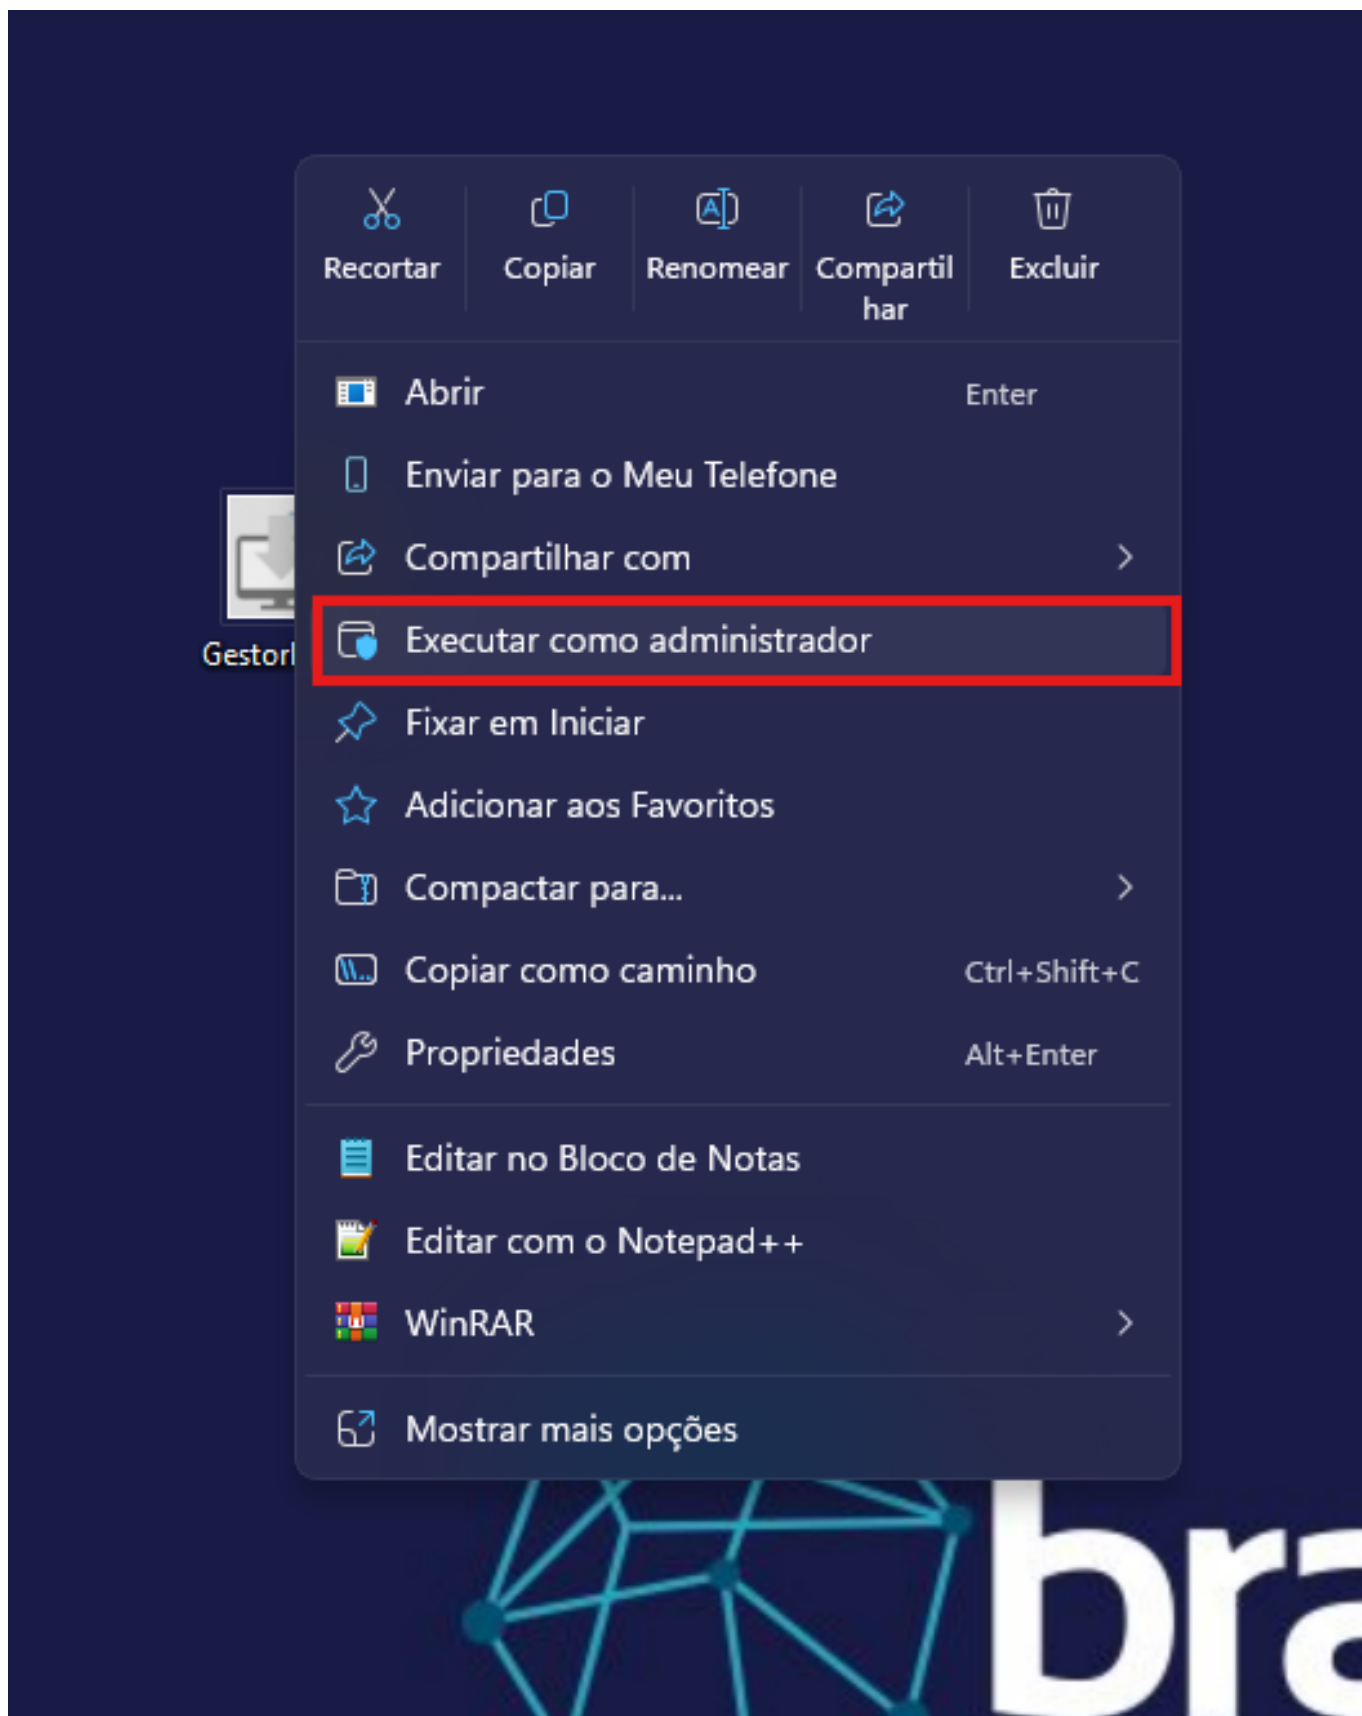 Recortar
Copiar
Renomear
Compartil
har
Excluir
Abrir
Enter
Enviar para o Meu Telefone
Compartilhar com
Executar como administrador
Fixar em Iniciar
Adicionar aos Favoritos
Compactar para...
Copiar como caminho
Ctrl+Shift+C
Propriedades
Alt+Enter
Editar no Bloco de Notas
Editar com o Notepad++
WinRAR
Mostrar mais opções